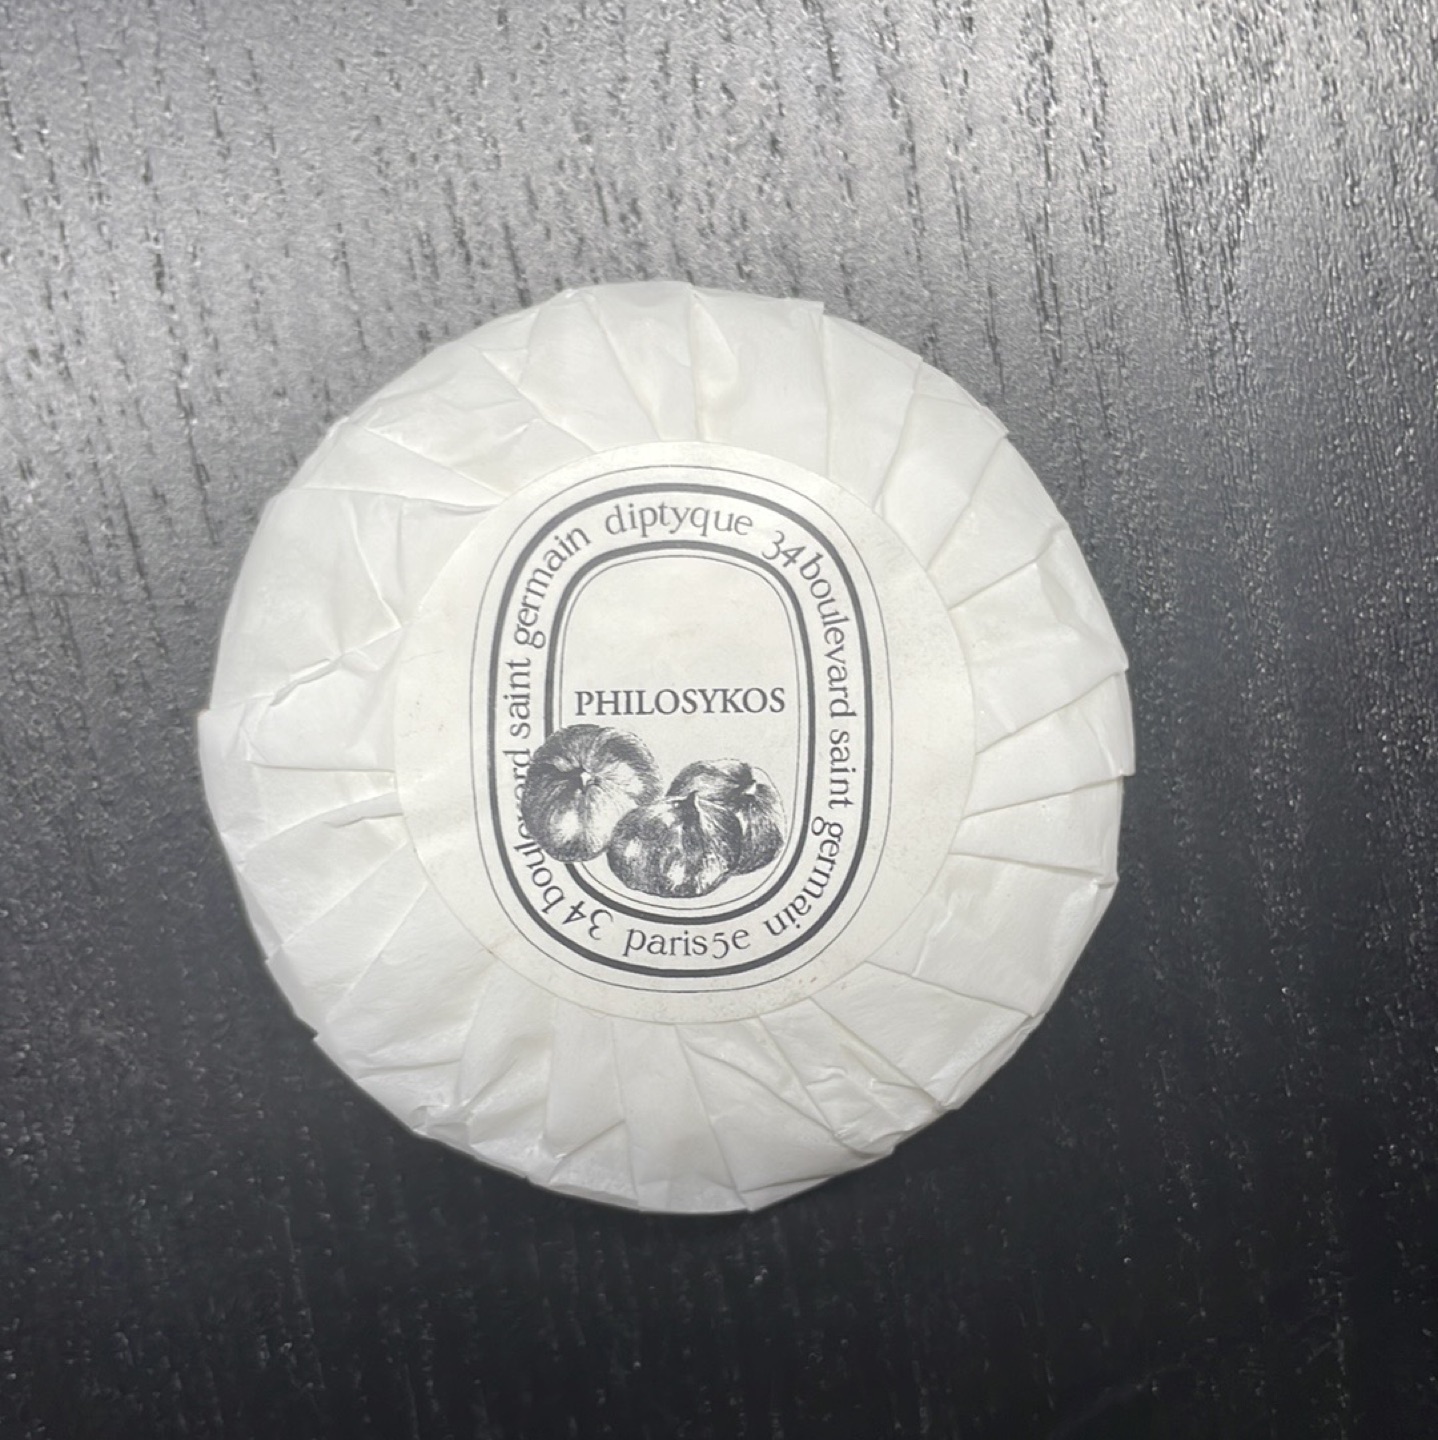 diptyque
34 boulevard saint germain
paris 5e
34 boulevard saint germain
PHILOSYKOS